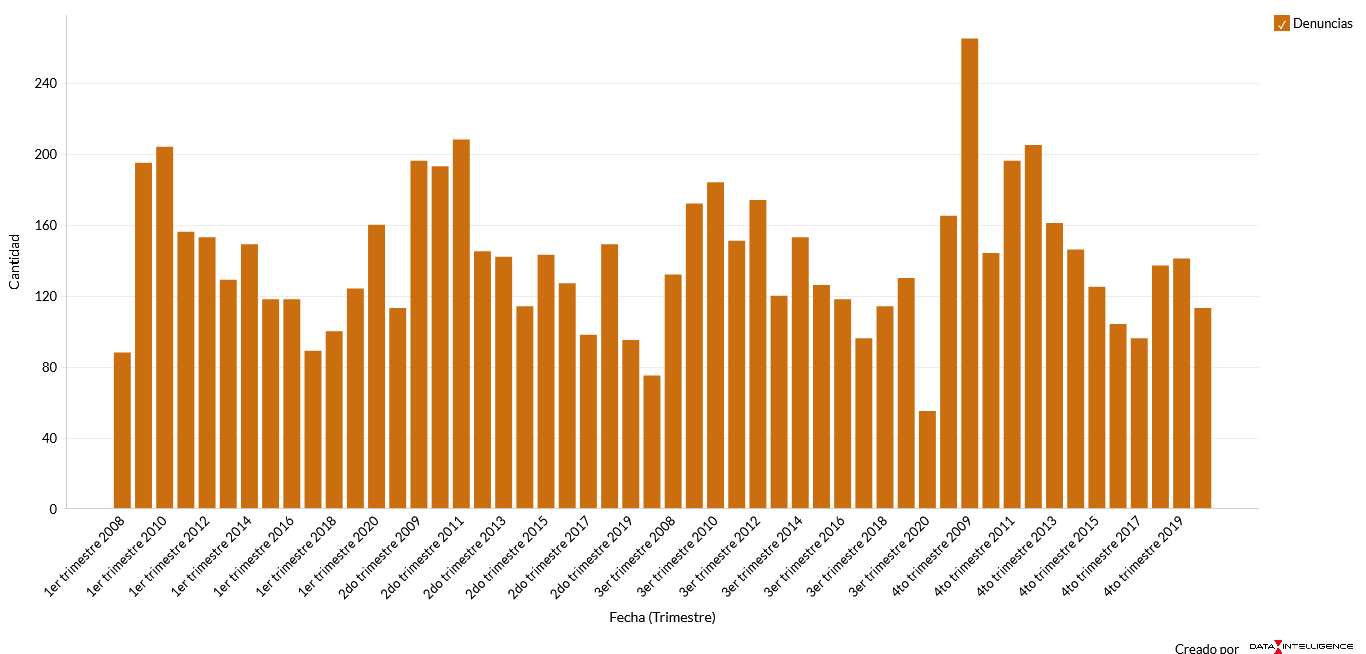 Denuncias
240
200
160
120
80
40
0
Cantidad
1er trimestre 2008
1er trimestre 2010
1er trimestre 2012
1er trimestre 2014
1er trimestre 2016
1er trimestre 2018
1er trimestre 2020
2do trimestre 2009
2do trimestre 2011
2do trimestre 2013
2do trimestre 2015
2do trimestre 2017
2do trimestre 2019
3er trimestre 2008
3er trimestre 2010
3er trimestre 2012
3er trimestre 2014
3er trimestre 2016
3er trimestre 2018
3er trimestre 2020
4to trimestre 2009
4to trimestre 2011
4to trimestre 2013
4to trimestre 2015
4to trimestre 2017
4to trimestre 2019
Fecha (Trimestre)
Creado por DATA INTELLIGENCE